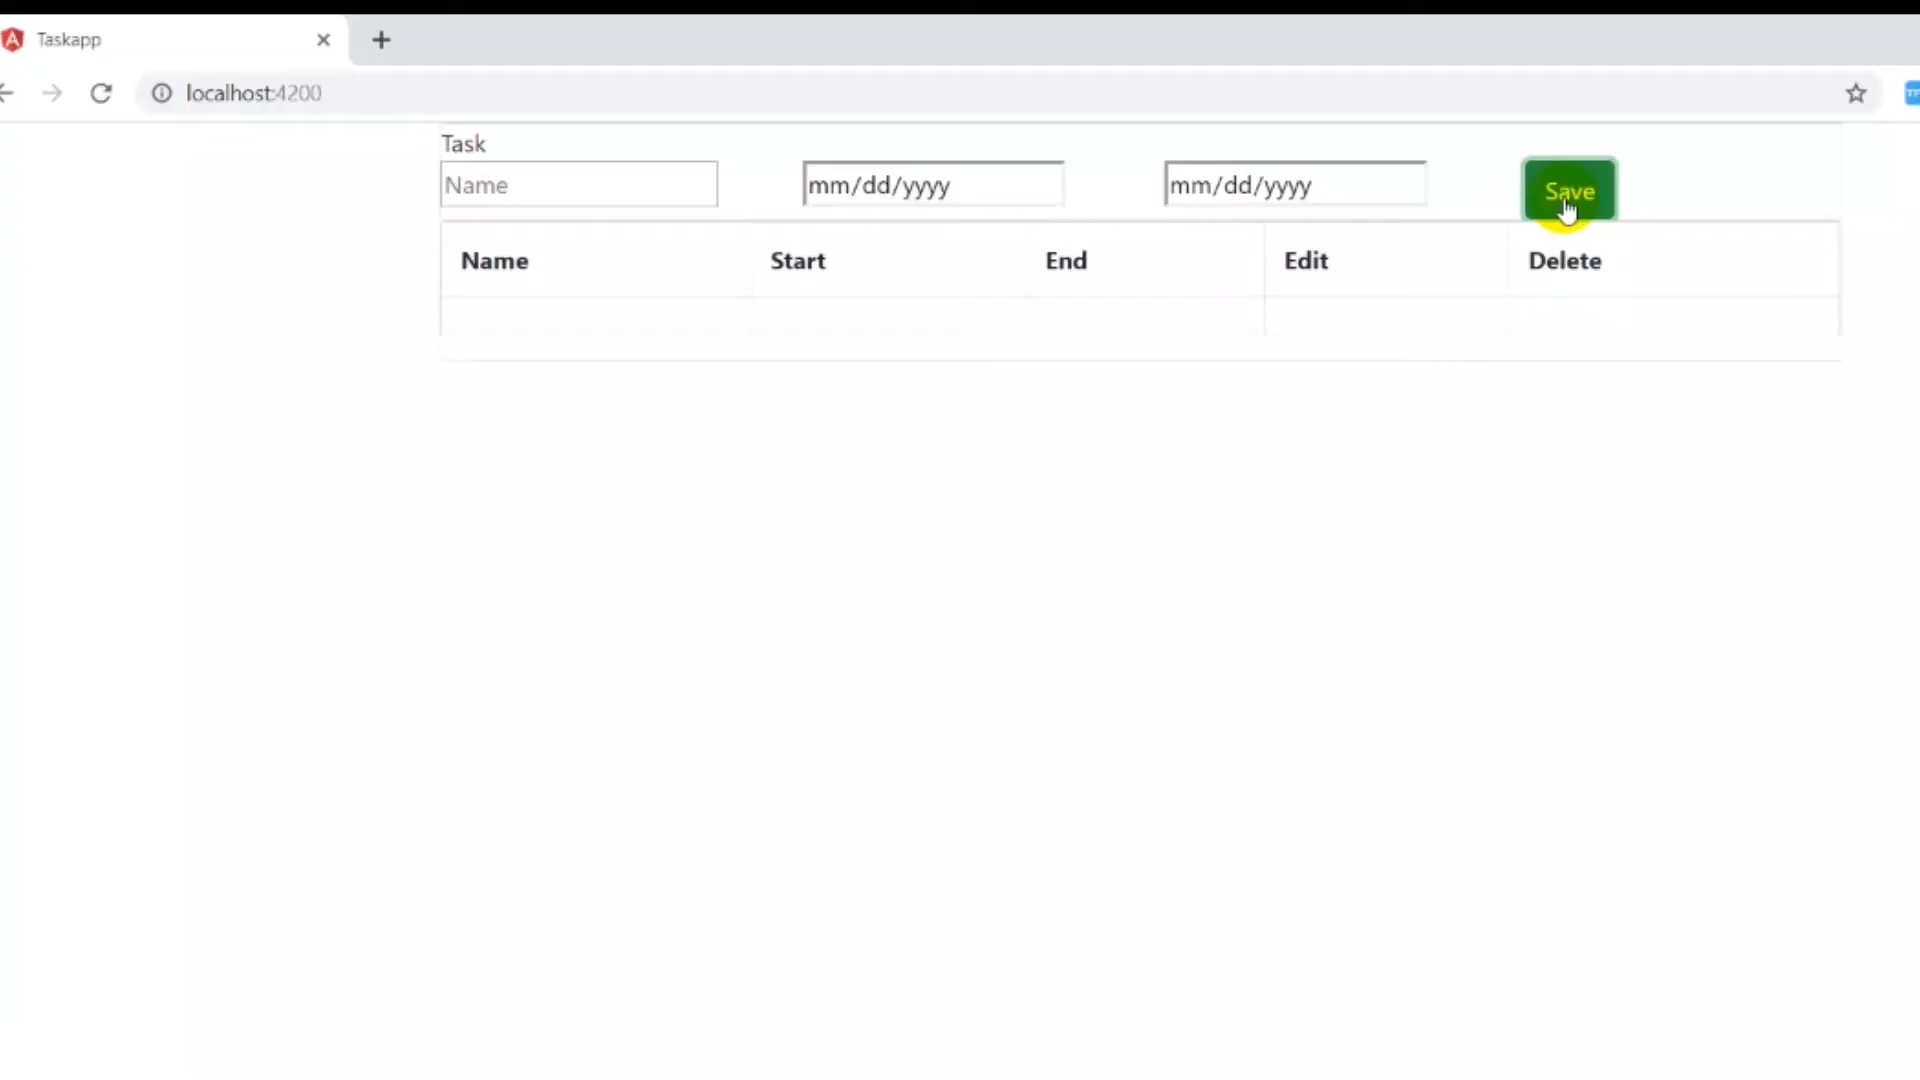 Taskapp
localhost:4200
Task
Name mm/dd/yyyy mm/dd/yyyy Save
Name Start End Edit Delete